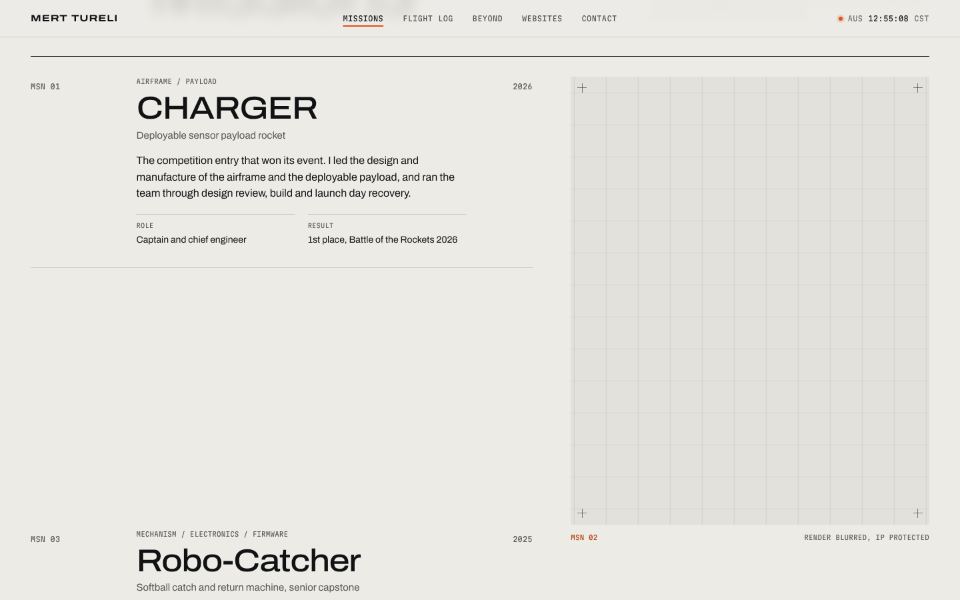 MERT TURELI
MISSIONS FLIGHT LOG BEYOND WEBSITES CONTACT
AUS 12:55:08 CST
MSN 01
AIRFRAME / PAYLOAD
2026
CHARGER
Deployable sensor payload rocket
The competition entry that won its event. I led the design and
manufacture of the airframe and the deployable payload, and ran the
team through design review, build and launch day recovery.
ROLE
Captain and chief engineer
RESULT
1st place, Battle of the Rockets 2026
MSN 03
MECHANISM / ELECTRONICS / FIRMWARE
2025
Robo-Catcher
Softball catch and return machine, senior capstone
MSN 02
RENDER BLURRED, IP PROTECTED